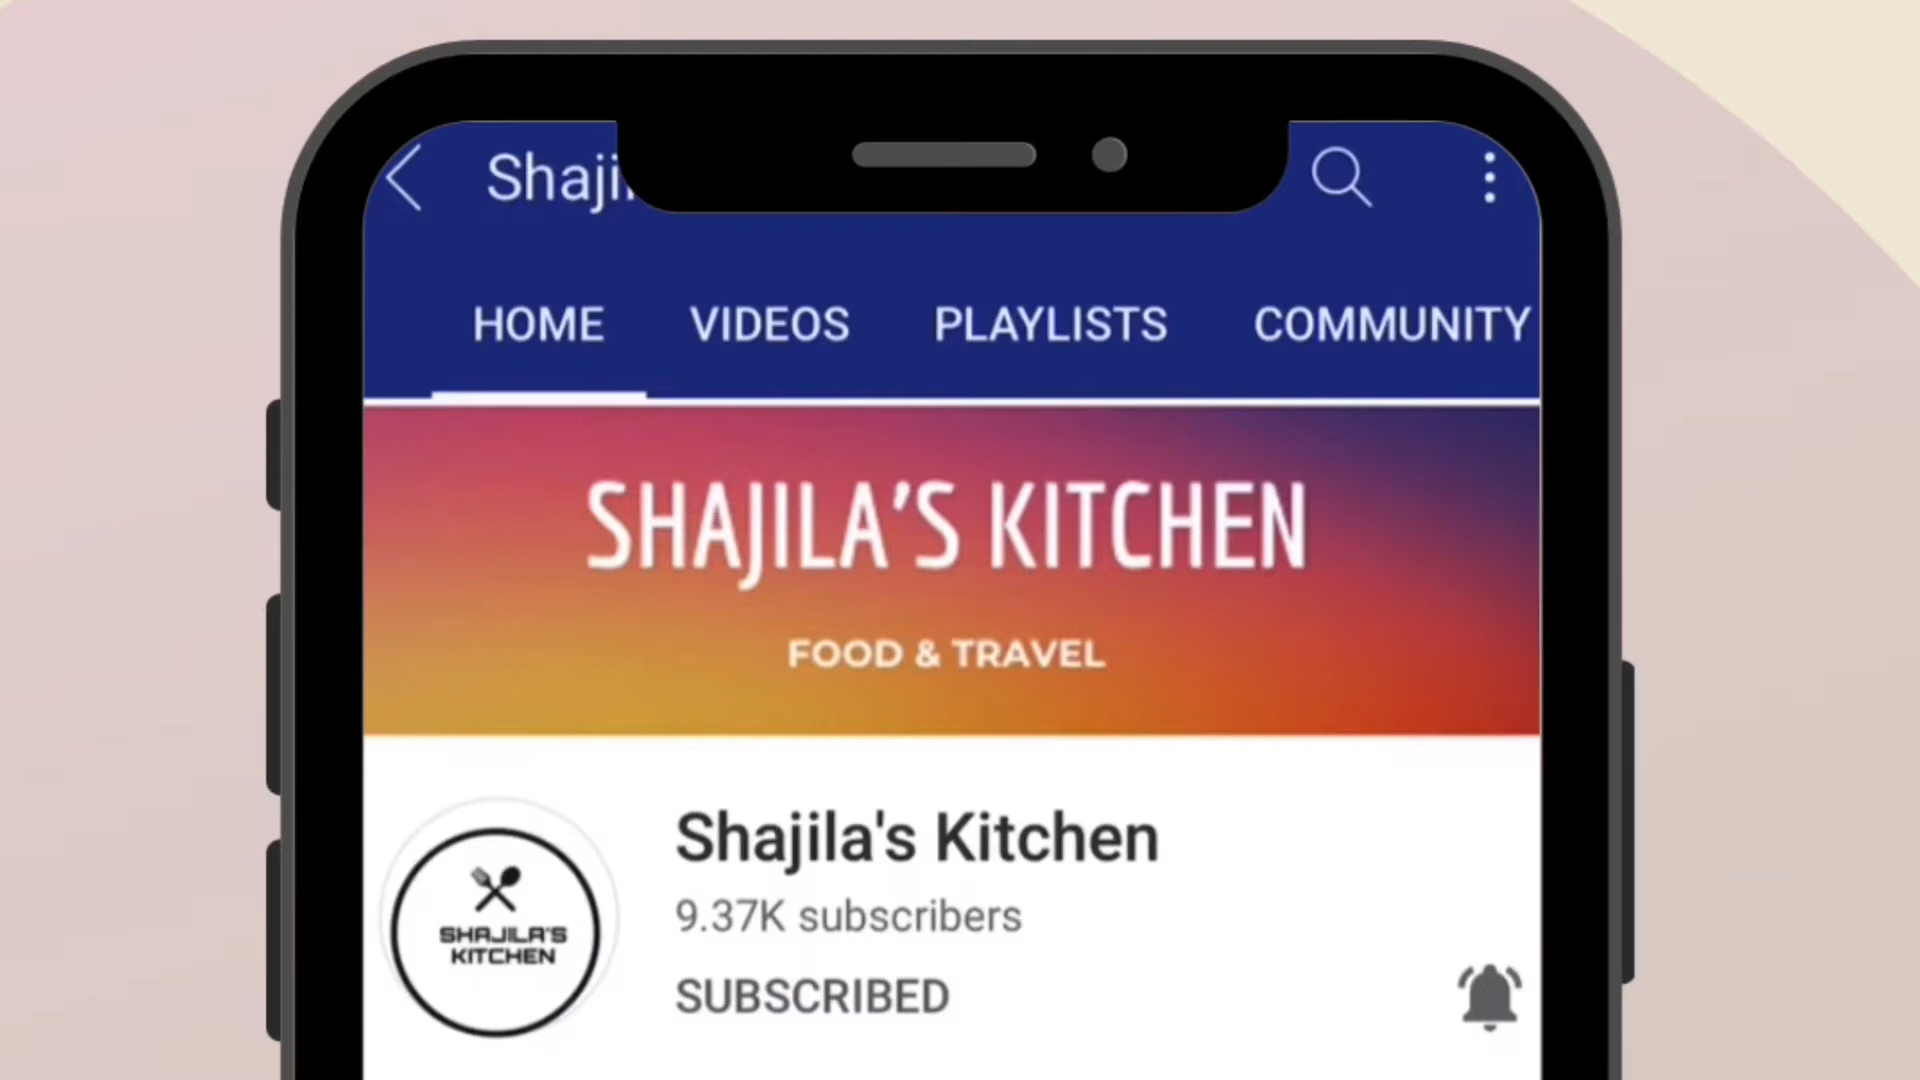 Shaji
HOME VIDEOS PLAYLISTS COMMUNITY
SHAJILA'S KITCHEN
FOOD & TRAVEL
Shajila's Kitchen
9.37K subscribers
SUBSCRIBED
SHAJILA'S
KITCHEN